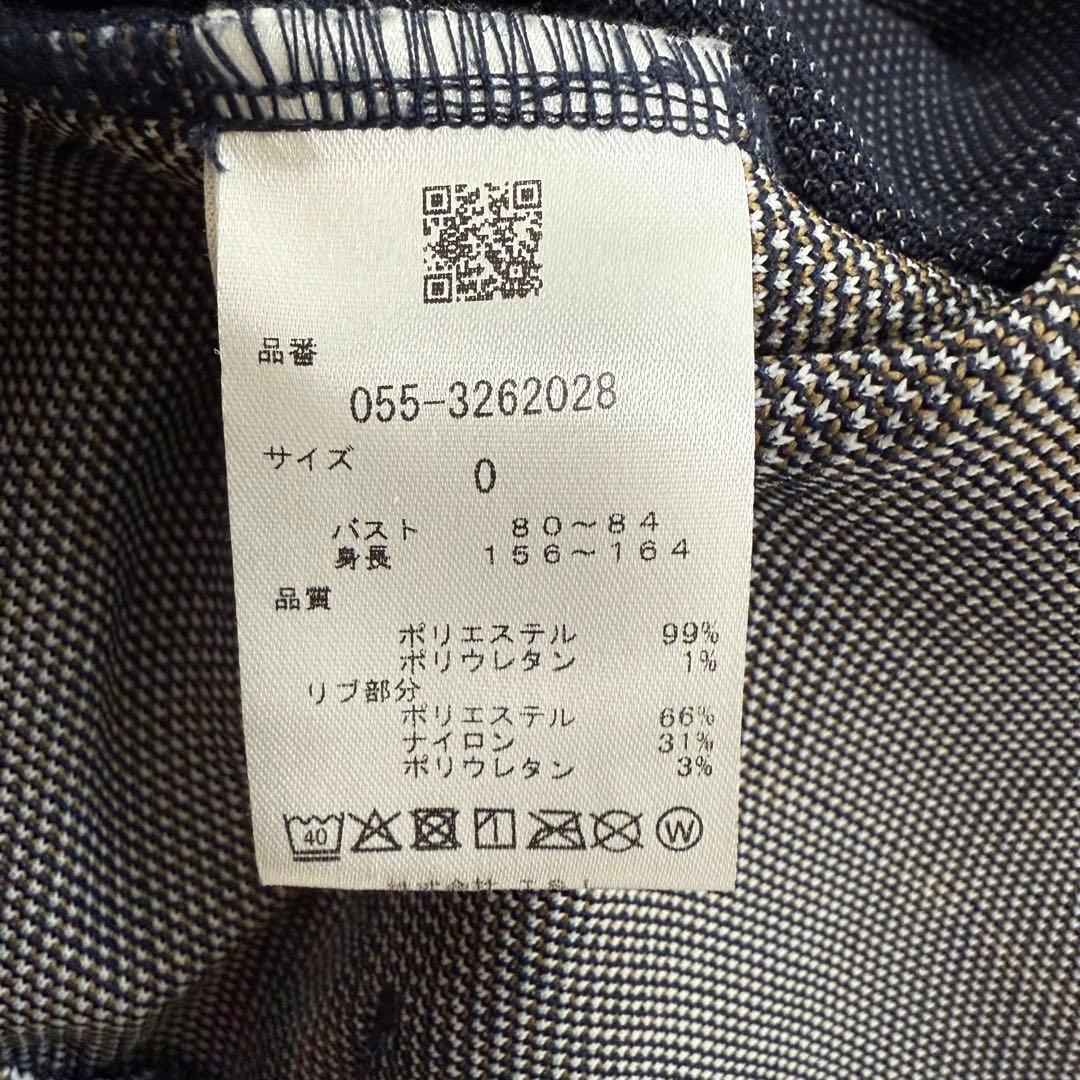 品番
055-3262028
サイズ 0
バスト 80~84
身長 156~164
品質
ポリエステル 99%
ポリウレタン 1%
リブ部分
ポリエステル 66%
ナイロン 31%
ポリウレタン 3%
40
W